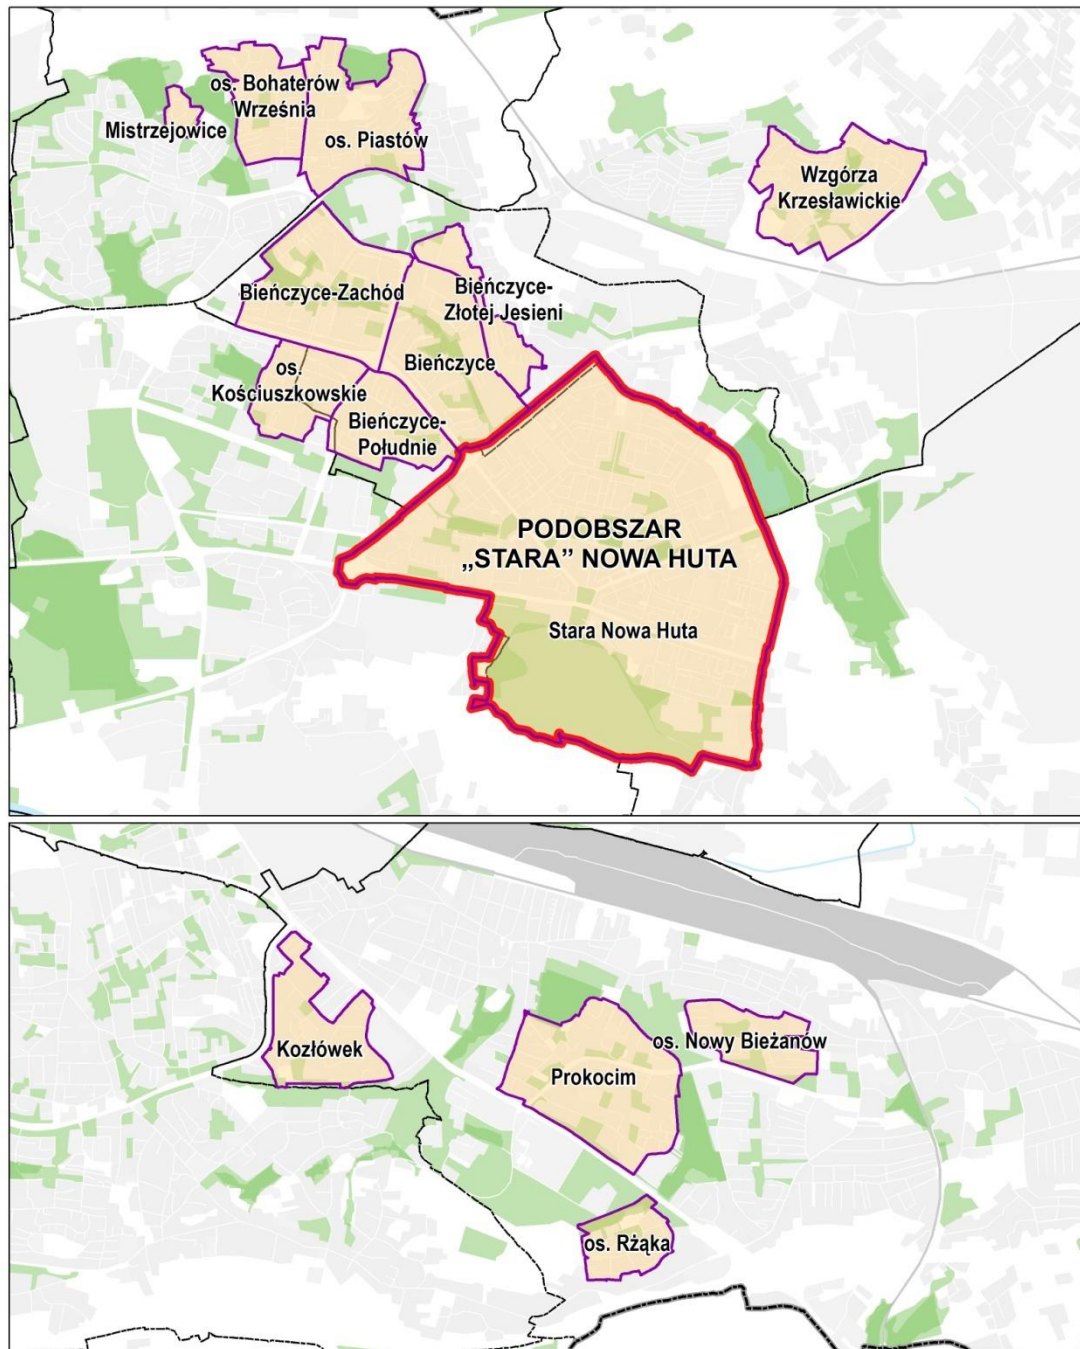 os. Bohaterów
Września
Mistrzejowice
os. Piastów
Wzgórza
Krzesławickie
Bieńczyce-Zachód
Bieńczyce-
Złotej Jesieni
os.
Kościuszkowskie
Bieńczyce
Bieńczyce-
Południe
PODOBSZAR
„STARA” NOWA HUTA
Stara Nowa Huta
Kozłówek
Prokocim
os. Nowy Bieżanów
os. Rżąka